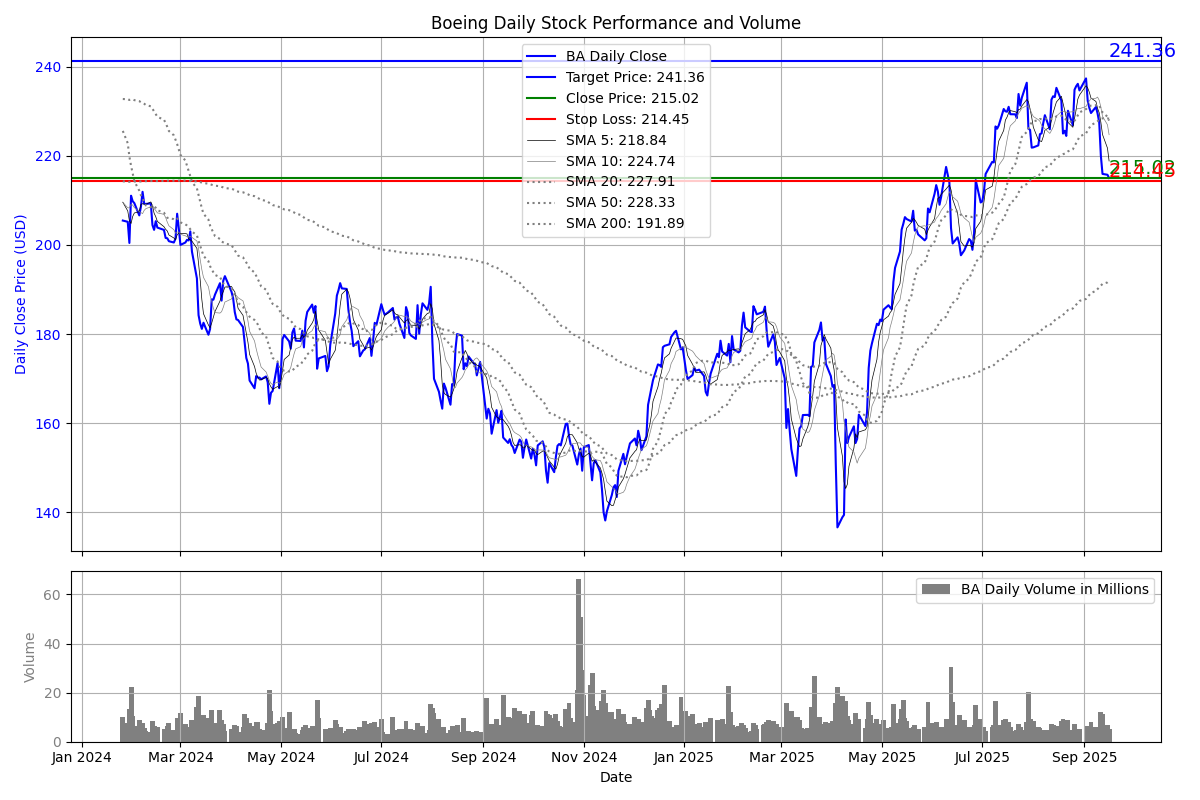 Boeing Daily Stock Performance and Volume
241.36
BA Daily Close
Target Price: 241.36
Close Price: 215.02
Stop Loss: 214.45
SMA 5: 218.84
SMA 10: 224.74
SMA 20: 227.91
SMA 50: 228.33
SMA 200: 191.89
215.02
214.45
Daily Close Price (USD)
240
220
200
180
160
140
BA Daily Volume in Millions
Volume
60
40
20
0
Jan 2024 Mar 2024 May 2024 Jul 2024 Sep 2024 Nov 2024 Jan 2025 Mar 2025 May 2025 Jul 2025 Sep 2025
Date